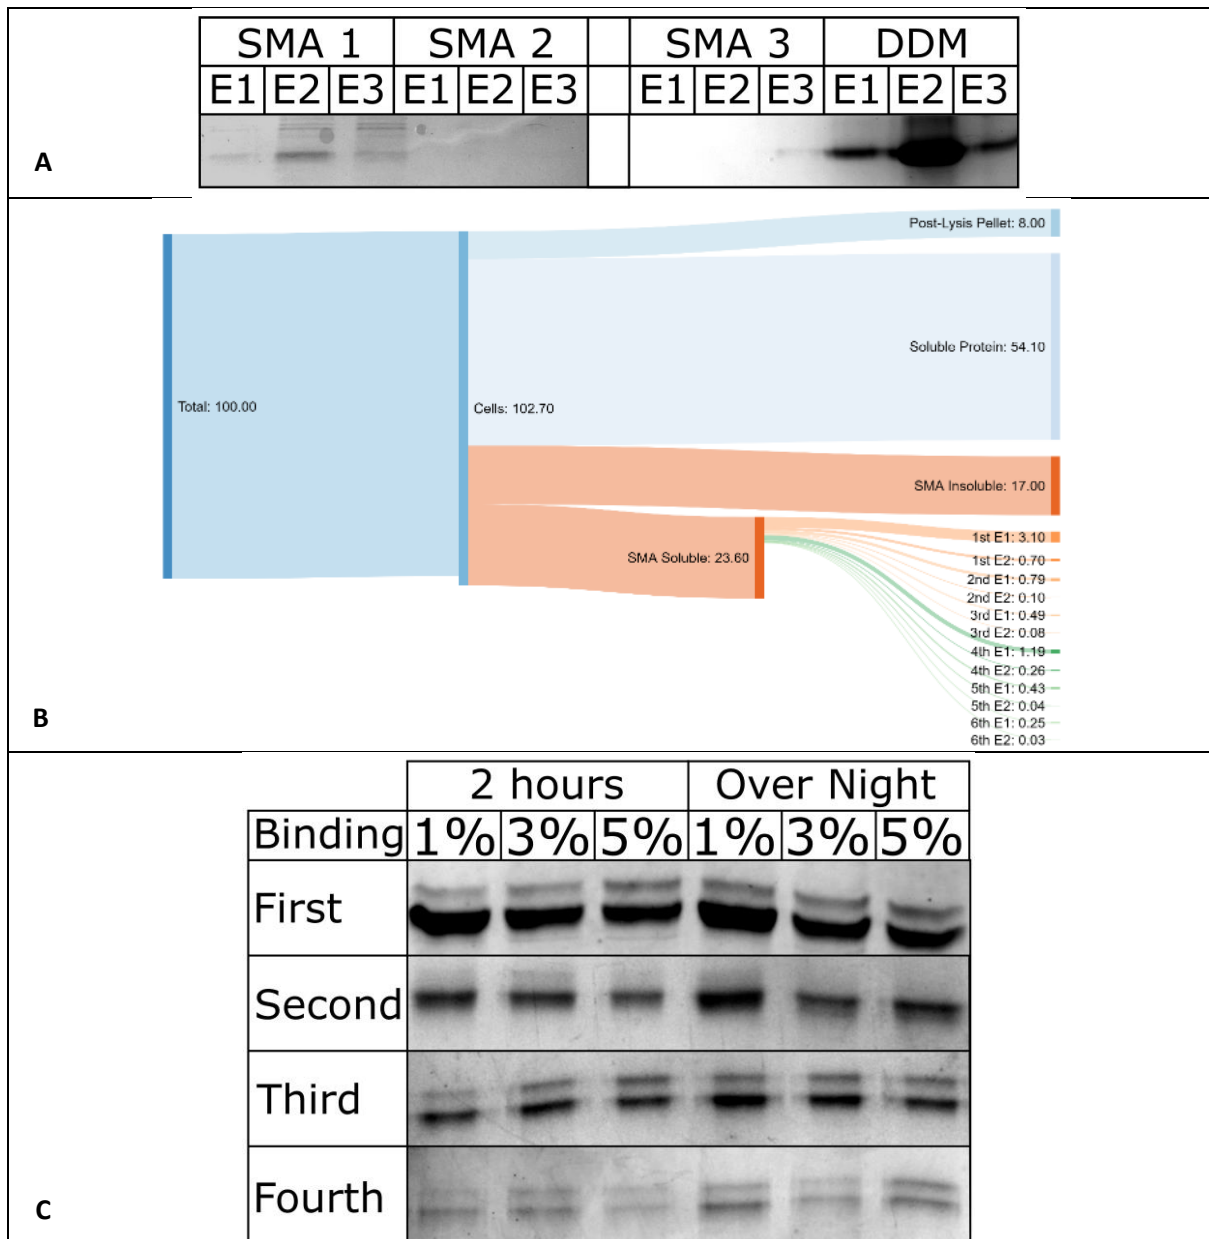 SMA 1 SMA 2 SMA 3 DDM
E1 E2 E3 E1 E2 E3 E1 E2 E3 E1 E2 E3
A
Post-Lysis Pellet: 8.00
Soluble Protein: 54.10
Total: 100.00
Cells: 102.70
SMA Insoluble: 17.00
SMA Soluble: 23.60
1st E1: 3.10
1st E2: 0.70
2nd E1: 0.79
2nd E2: 0.10
3rd E1: 0.49
3rd E2: 0.08
4th E1: 1.19
4th E2: 0.26
5th E1: 0.43
5th E2: 0.04
6th E1: 0.25
6th E2: 0.03
B
2 hours Over Night
Binding 1% 3% 5% 1% 3% 5%
First
Second
Third
Fourth
C